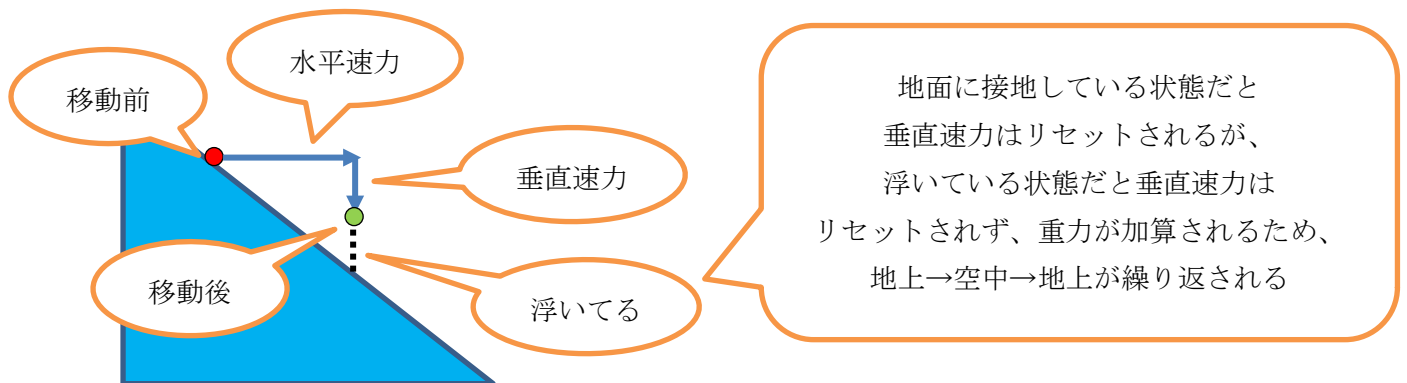 水平速力
移動前
垂直速力
移動後
浮いてる
地面に接地している状態だと
垂直速力はリセットされるが、
浮いている状態だと垂直速力は
リセットされず、重力が加算されるため、
地上→空中→地上が繰り返される